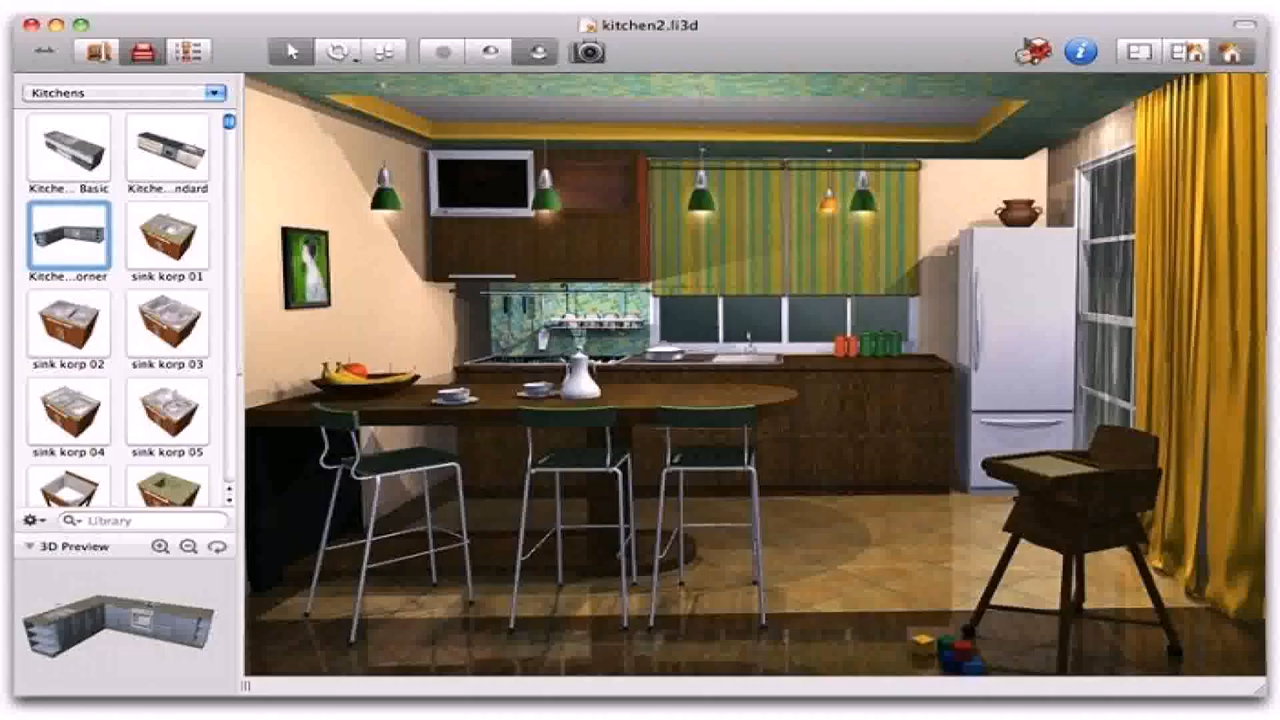 kitchen2.li3d
Kitchens
Kitche... Basic
Kitche...ndard
Kitche...orner
sink korp 01
sink korp 02
sink korp 03
sink korp 04
sink korp 05
Library
3D Preview